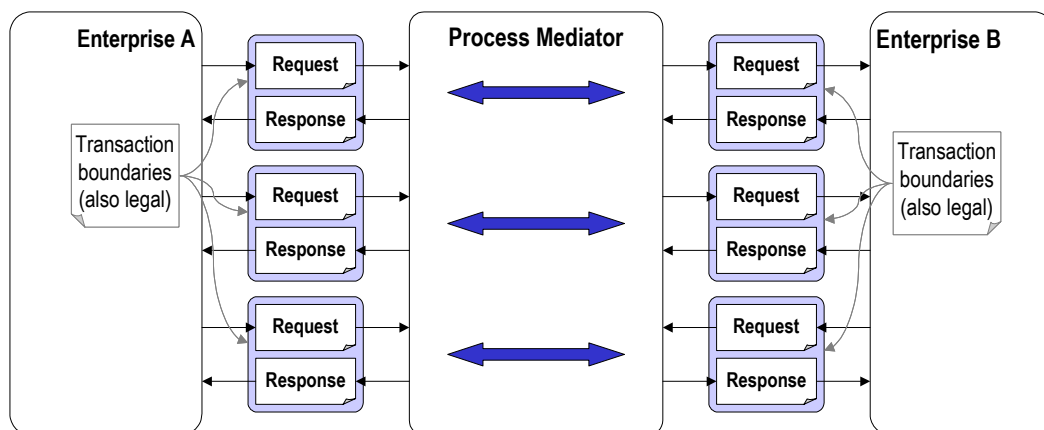 Enterprise A
Process Mediator
Enterprise B
Request
Response
Request
Response
Transaction
boundaries
(also legal)
Transaction
boundaries
(also legal)
Request
Response
Request
Response
Request
Response
Request
Response